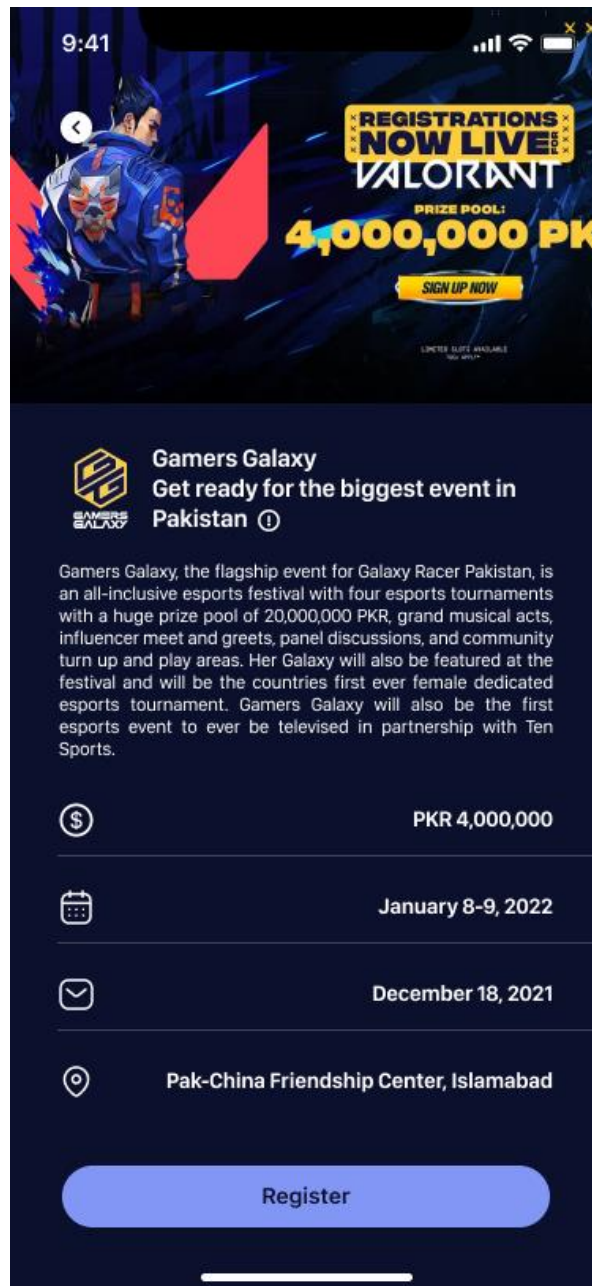 9:41
REGISTRATIONS
NOW LIVE FOR
VALORANT
PRIZE POOL:
4,000,000 PK
SIGN UP NOW
LIMITED SLOTS AVAILABLE
GAMERS
GALAXY
Gamers Galaxy
Get ready for the biggest event in
Pakistan
Gamers Galaxy, the flagship event for Galaxy Racer Pakistan, is
an all-inclusive esports festival with four esports tournaments
with a huge prize pool of 20,000,000 PKR, grand musical acts,
influencer meet and greets, panel discussions, and community
turn up and play areas. Her Galaxy will also be featured at the
festival and will be the countries first ever female dedicated
esports tournament. Gamers Galaxy will also be the first
esports event to ever be televised in partnership with Ten
Sports.
PKR 4,000,000
January 8-9, 2022
December 18, 2021
Pak-China Friendship Center, Islamabad
Register